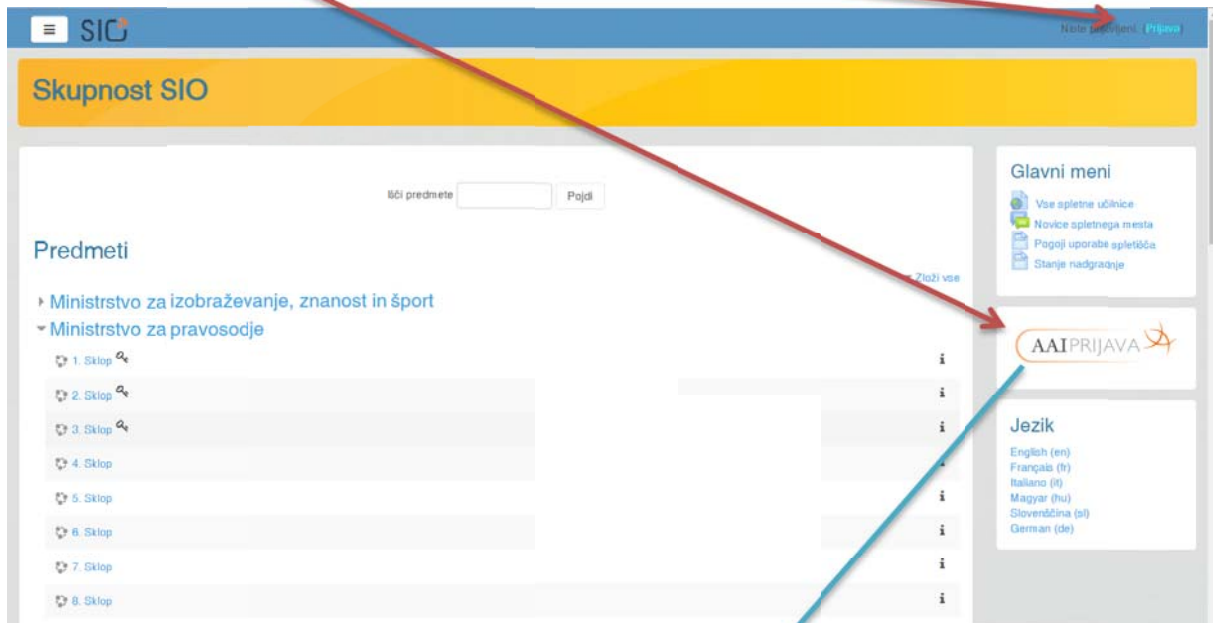 ≡ SIO
Niste prijavljeni. (Prijava)
Skupnost SIO
Išči predmete Pojdi
Predmeti
Zloži vse
Ministrstvo za izobraževanje, znanost in šport
Ministrstvo za pravosodje
1. Sklop
2. Sklop
3. Sklop
4. Sklop
5. Sklop
6. Sklop
7. Sklop
8. Sklop
Glavni meni
Vse spletne učilnice
Novice spletnega mesta
Pogoji uporabe spletišča
Stanje nadgradnje
AAI PRIJAVA
Jezik
English (en)
Français (fr)
Italiano (it)
Magyar (hu)
Slovenščina (sl)
German (de)